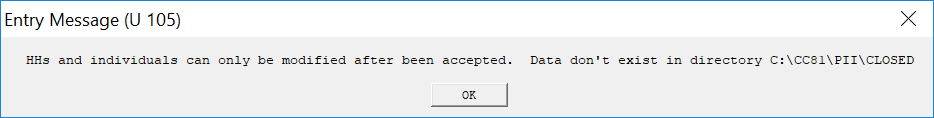 Entry Message (U 105)
HHs and individuals can only be modified after been accepted.  Data don't exist in directory C:\CC81\PII\CLOSED
OK